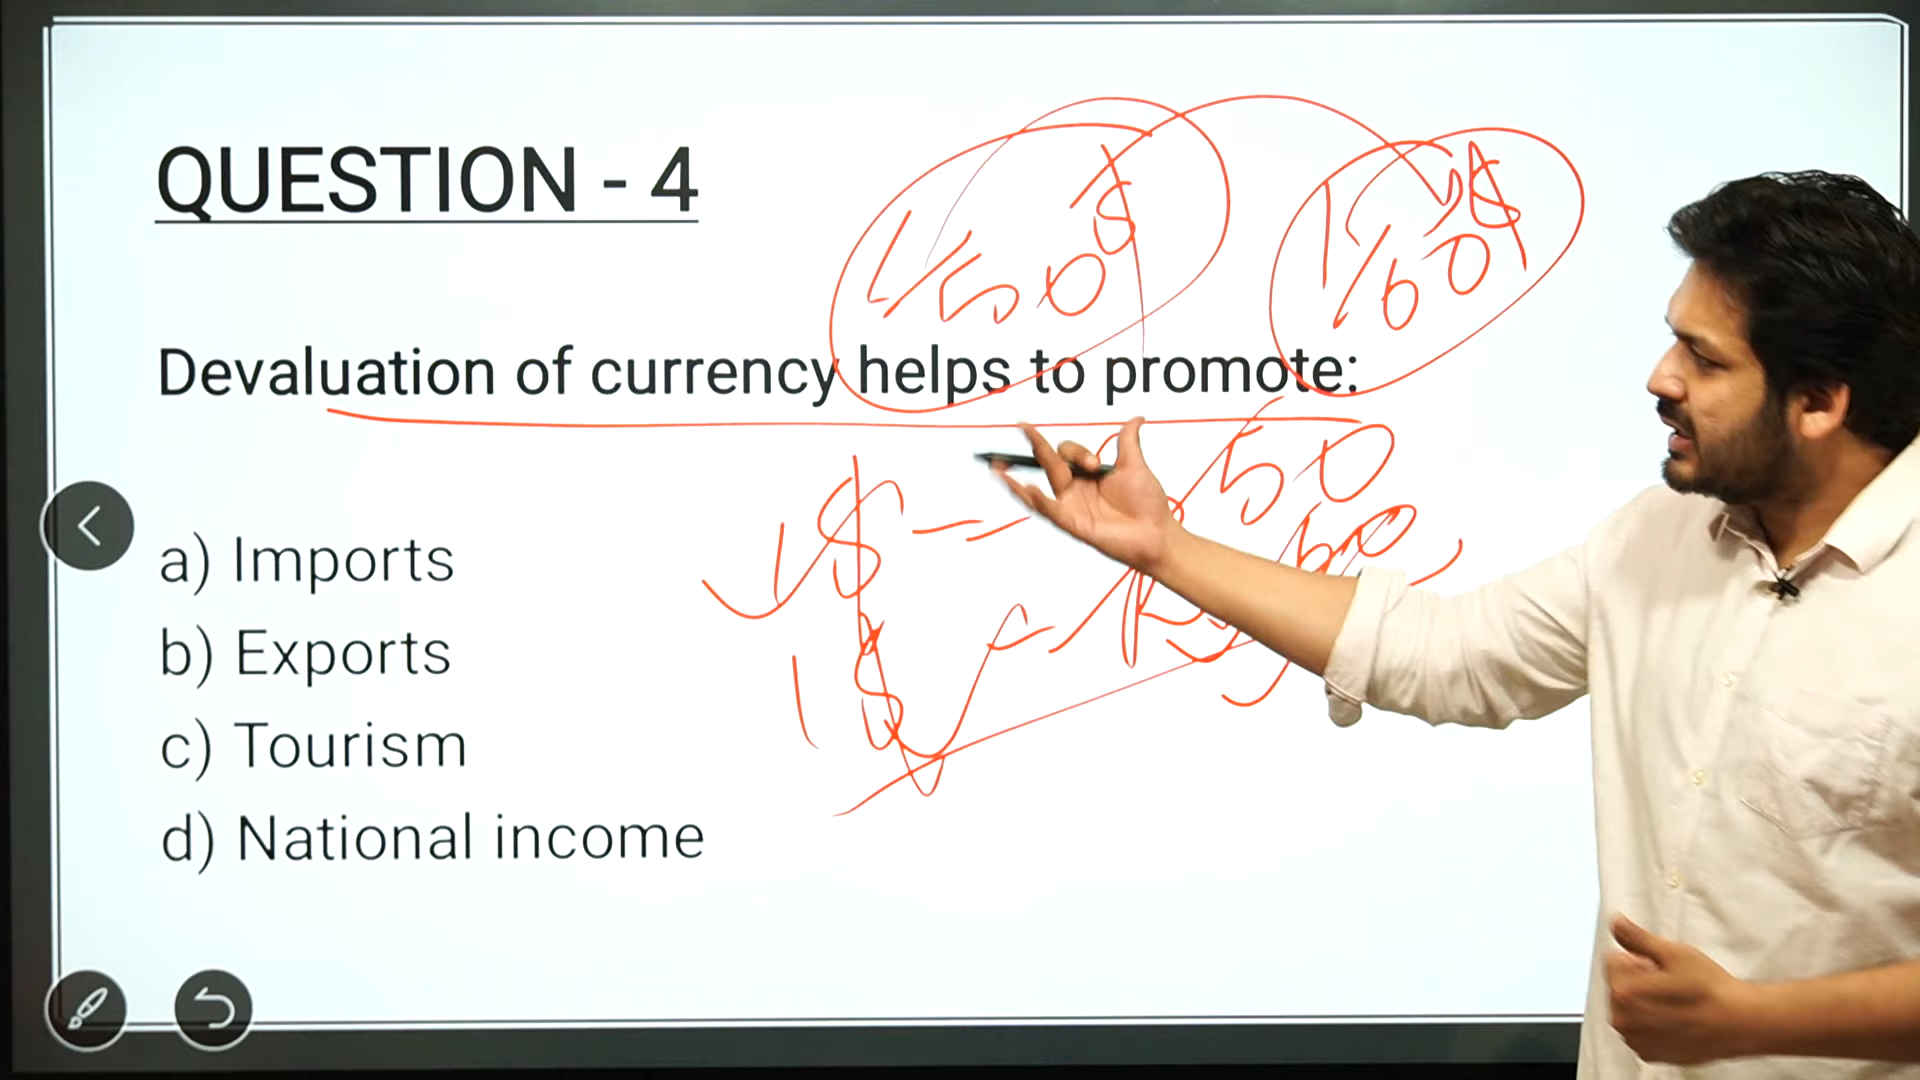 QUESTION - 4
1/50 $
1/60 $
Devaluation of currency helps to promote:
1$ = 50
1$
a) Imports
b) Exports
c) Tourism
d) National income